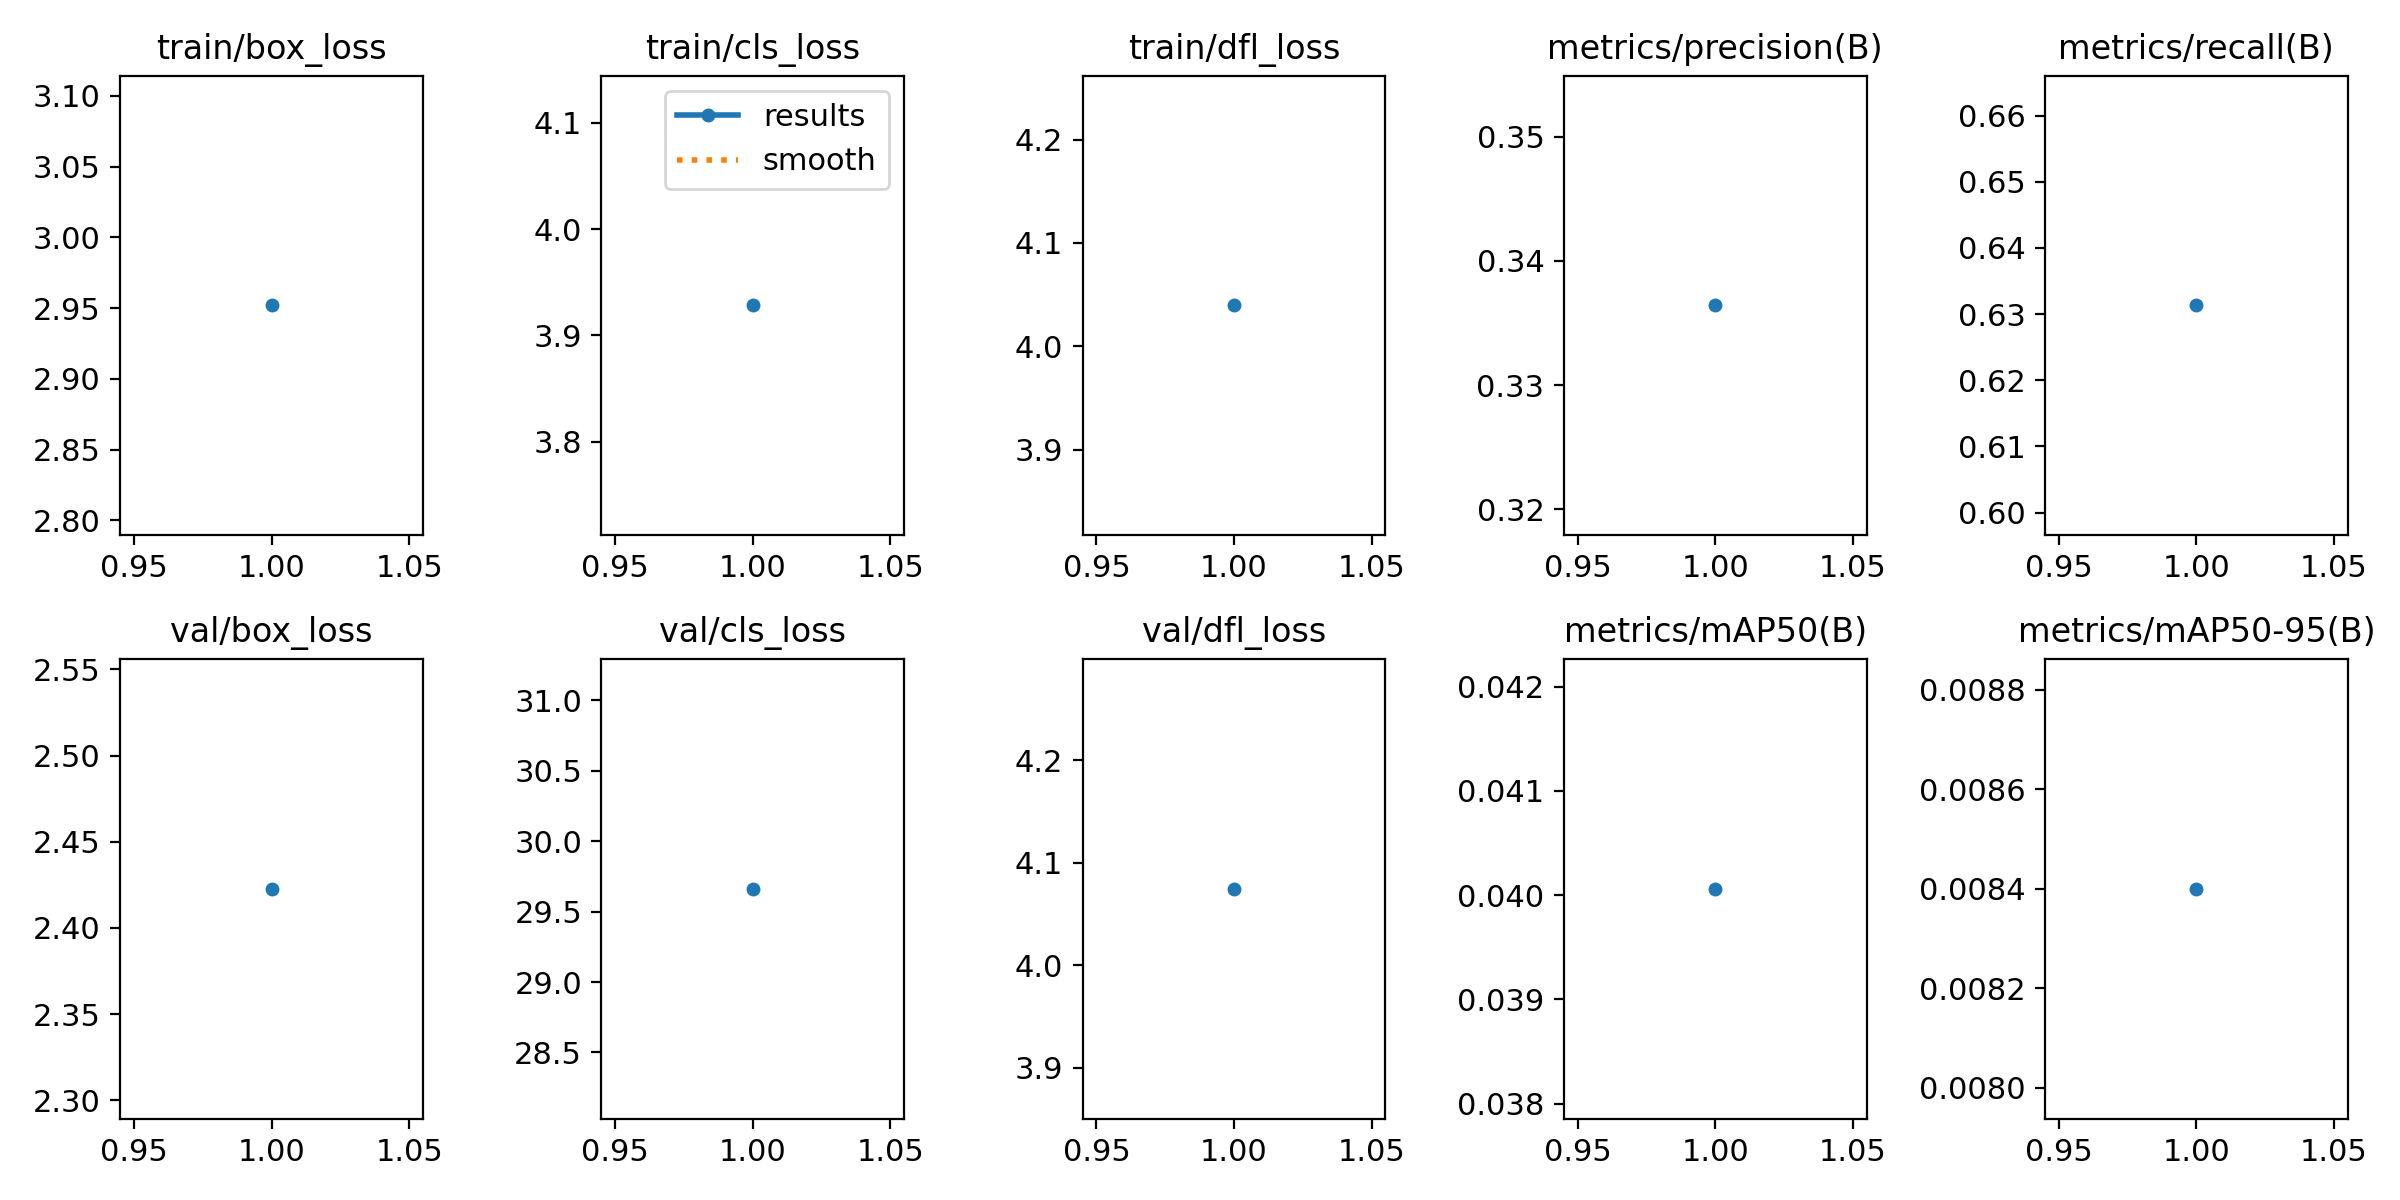 train/box_loss
3.10
3.05
3.00
2.95
2.90
2.85
2.80
0.95 1.00 1.05
train/cls_loss
results
smooth
4.1
4.0
3.9
3.8
0.95 1.00 1.05
train/dfl_loss
4.2
4.1
4.0
3.9
0.95 1.00 1.05
metrics/precision(B)
0.35
0.34
0.33
0.32
0.95 1.00 1.05
metrics/recall(B)
0.66
0.65
0.64
0.63
0.62
0.61
0.60
0.95 1.00 1.05
val/box_loss
2.55
2.50
2.45
2.40
2.35
2.30
0.95 1.00 1.05
val/cls_loss
31.0
30.5
30.0
29.5
29.0
28.5
0.95 1.00 1.05
val/dfl_loss
4.2
4.1
4.0
3.9
0.95 1.00 1.05
metrics/mAP50(B)
0.042
0.041
0.040
0.039
0.038
0.95 1.00 1.05
metrics/mAP50-95(B)
0.0088
0.0086
0.0084
0.0082
0.0080
0.95 1.00 1.05